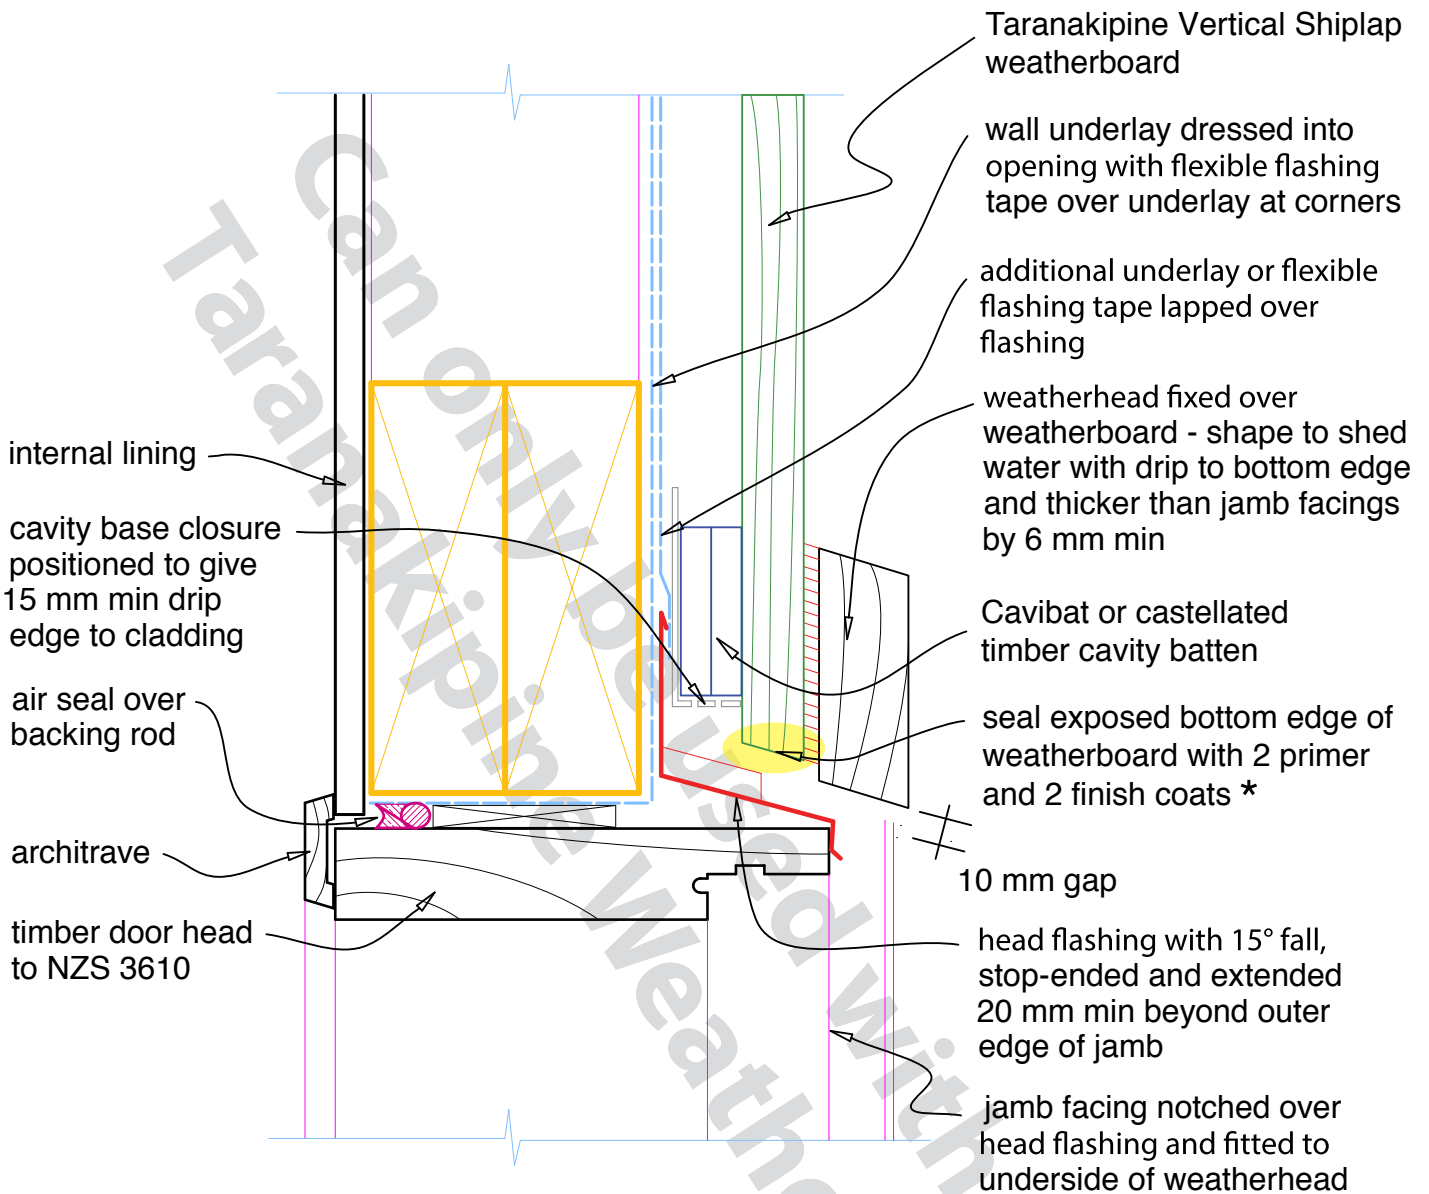 Taranakipine Vertical Shiplap
weatherboard
wall underlay dressed into
opening with flexible flashing
tape over underlay at corners
additional underlay or flexible
flashing tape lapped over
flashing
weatherhead fixed over
weatherboard - shape to shed
water with drip to bottom edge
and thicker than jamb facings
by 6 mm min
Cavibat or castellated
timber cavity batten
seal exposed bottom edge of
weatherboard with 2 primer
and 2 finish coats *
10 mm gap
head flashing with 15° fall,
stop-ended and extended
20 mm min beyond outer
edge of jamb
jamb facing notched over
head flashing and fitted to
underside of weatherhead
internal lining
cavity base closure
positioned to give
15 mm min drip
edge to cladding
air seal over
backing rod
architrave
timber door head
to NZS 3610
Can only be used with
Taranakipine Weathe